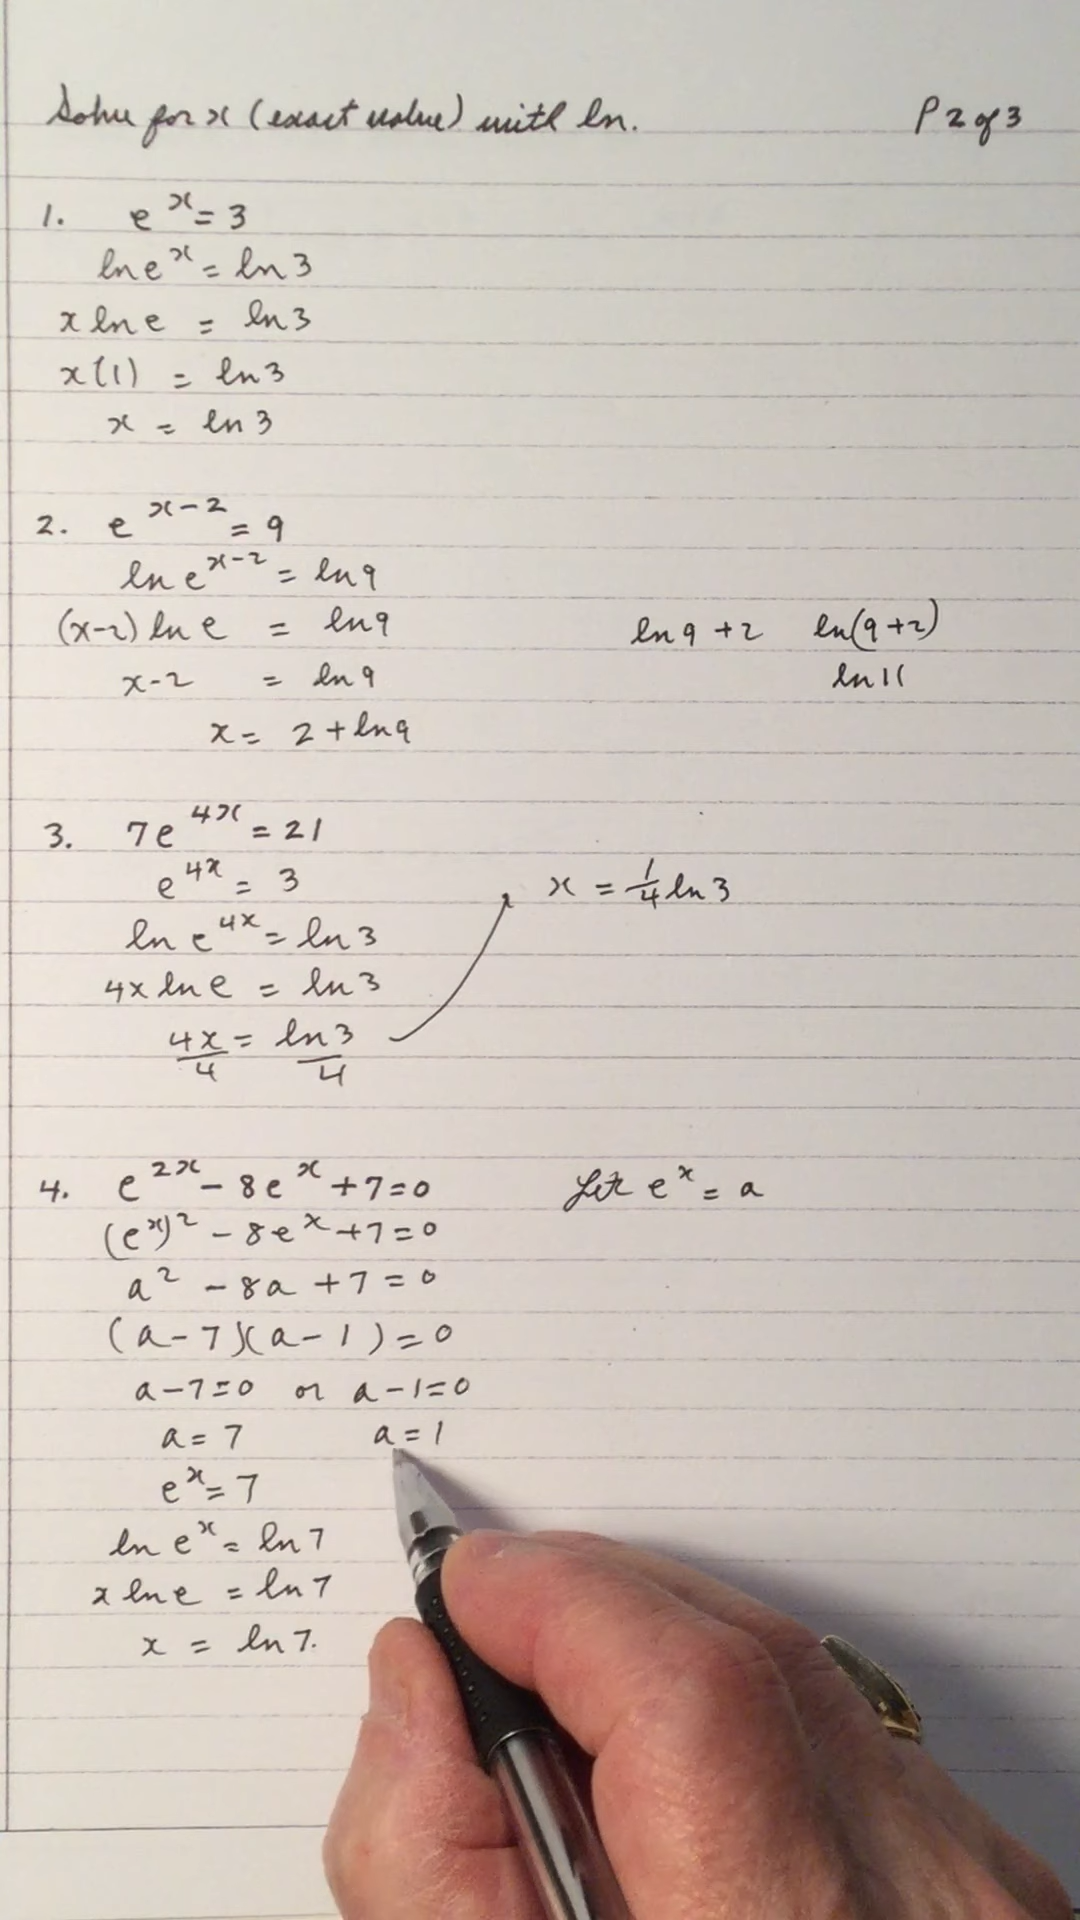 Solve for x (exact value) with ln. P 2 of 3
1. e^x = 3
ln e^x = ln 3
x ln e = ln 3
x(1) = ln 3
x = ln 3
2. e^(x-2) = 9
ln e^(x-2) = ln 9
(x-2) ln e = ln 9 ln 9 + 2 ln(9+2)
x-2 = ln 9 ln 11
x = 2 + ln 9
3. 7e^(4x) = 21
e^(4x) = 3 x = 1/4 ln 3
ln e^(4x) = ln 3
4x ln e = ln 3
4x/4 = ln 3/4
4. e^(2x) - 8e^x + 7 = 0 Let e^x = a
(e^x)^2 - 8e^x + 7 = 0
a^2 - 8a + 7 = 0
(a - 7)(a - 1) = 0
a - 7 = 0 or a - 1 = 0
a = 7 a = 1
e^x = 7
ln e^x = ln 7
x ln e = ln 7
x = ln 7.